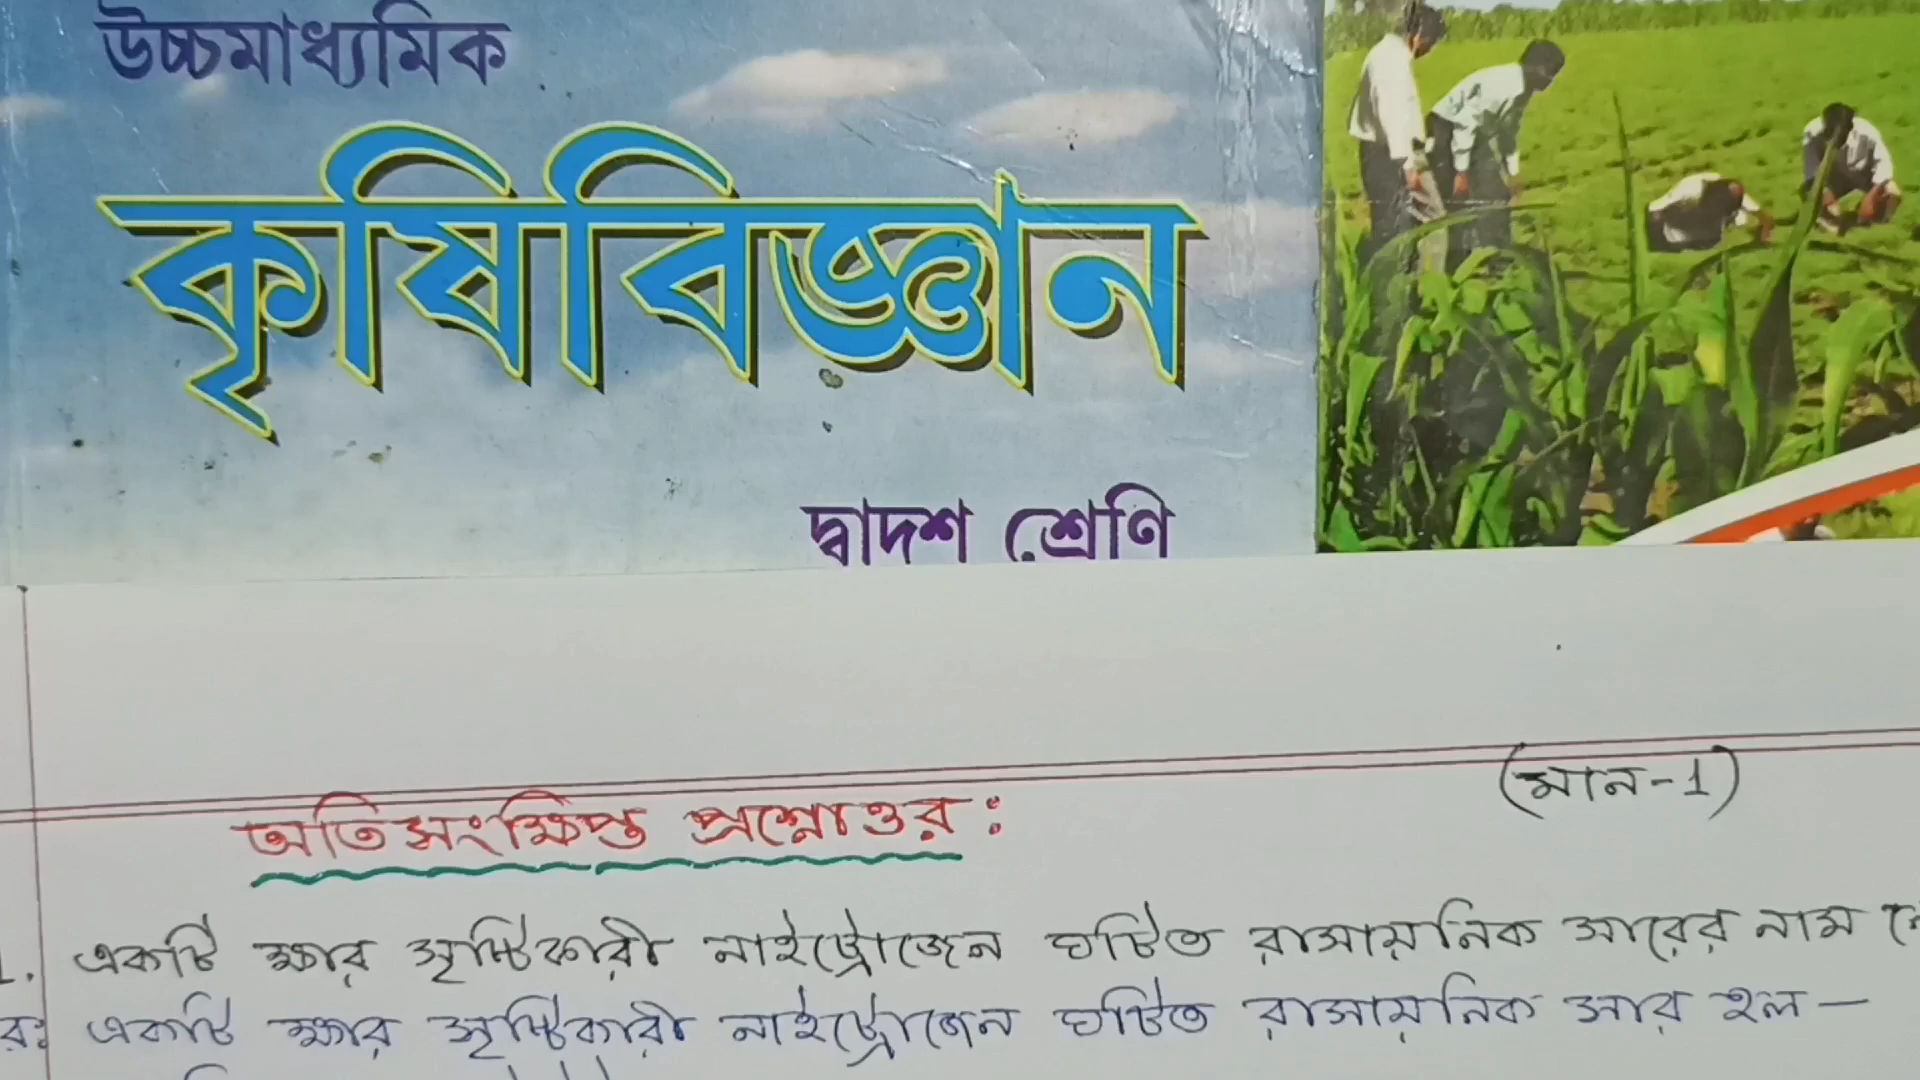 উচ্চমাধ্যমিক
কৃষিবিজ্ঞান
দ্বাদশ শ্রেণি
(মান-1)
অতিসংক্ষিপ্ত প্রশ্নোত্তর:
1. একটি ক্ষার সৃষ্টিকারী নাইট্রোজেন ঘটিত রাসায়নিক সারের নাম
র: একটি ক্ষার সৃষ্টিকারী নাইট্রোজেন ঘটিত রাসায়নিক সার হল –